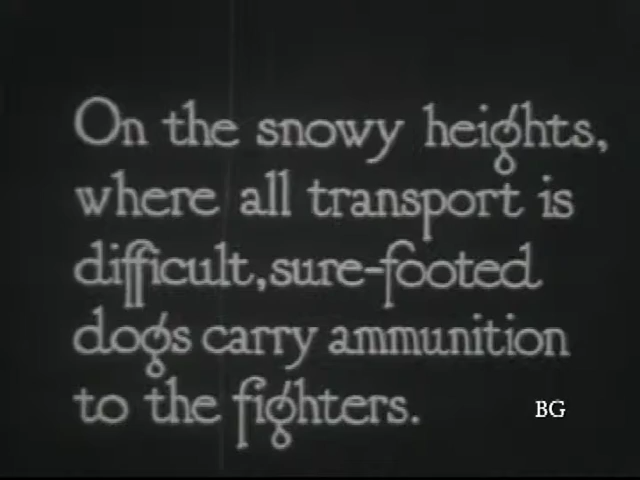 On the snowy heights,
where all transport is
difficult, sure-footed
dogs carry ammunition
to the fighters.
BG